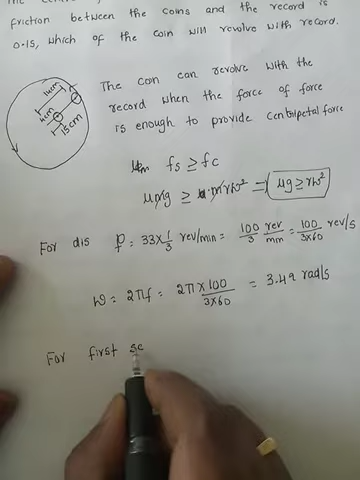 friction between the coins and the record is
0.15, which of the coin will revolve with record.
14cm
4cm
15cm
The coin can revolve with the
record when the force of force
is enough to provide centripetal force
fs ≥ fc
μmg ≥ mrω² = μg ≥ rω²
For dis f = 33 × 1/3 rev/min = 100/3 rev/min = 100/3×60 rev/s
ω = 2πf = 2π × 100/3×60 = 3.49 rad/s
For first se